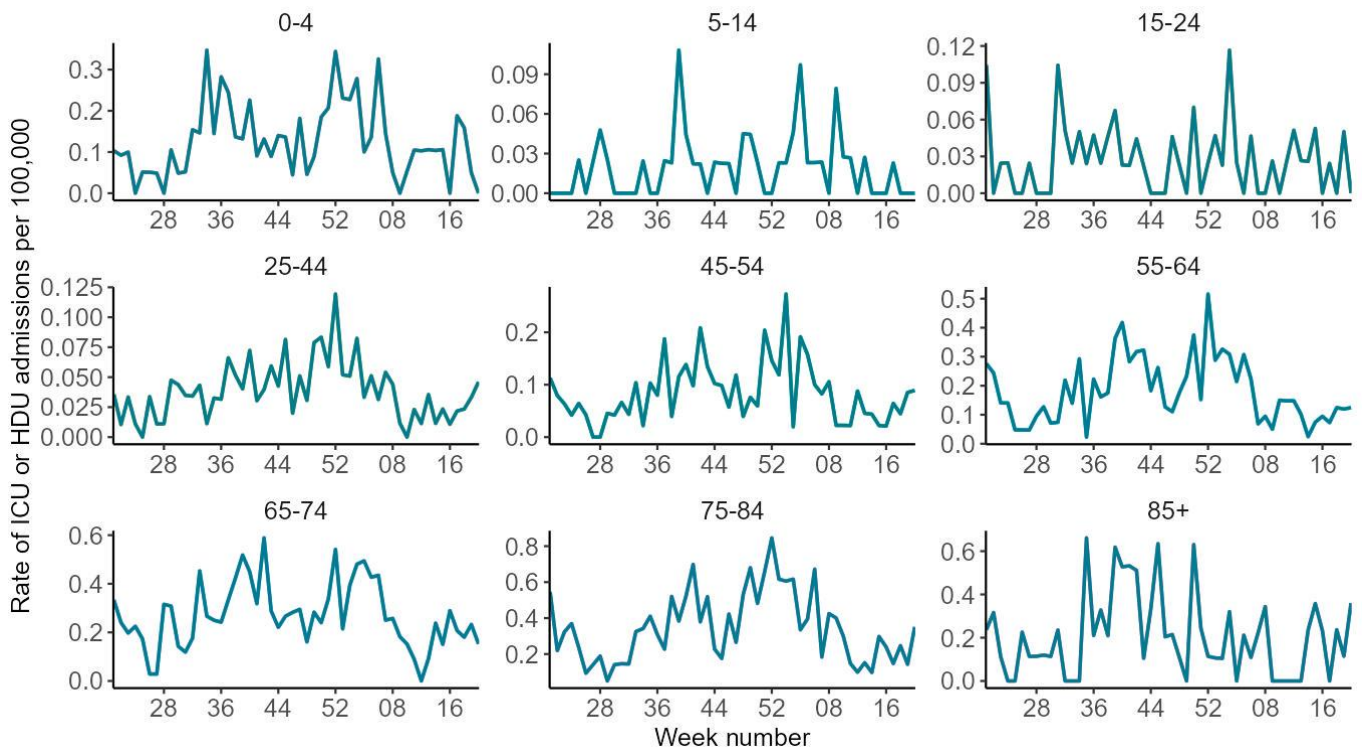 0-4 5-14 15-24
0.3 0.2 0.1 0.0
0.09 0.06 0.03 0.00
0.12 0.09 0.06 0.03 0.00
28 36 44 52 08 16 28 36 44 52 08 16 28 36 44 52 08 16
25-44 45-54 55-64
0.125 0.100 0.075 0.050 0.025 0.000
0.2 0.1 0.0
0.5 0.4 0.3 0.2 0.1 0.0
28 36 44 52 08 16 28 36 44 52 08 16 28 36 44 52 08 16
65-74 75-84 85+
0.6 0.4 0.2 0.0
0.8 0.6 0.4 0.2
0.6 0.4 0.2 0.0
28 36 44 52 08 16 28 36 44 52 08 16 28 36 44 52 08 16
Rate of ICU or HDU admissions per 100,000
Week number